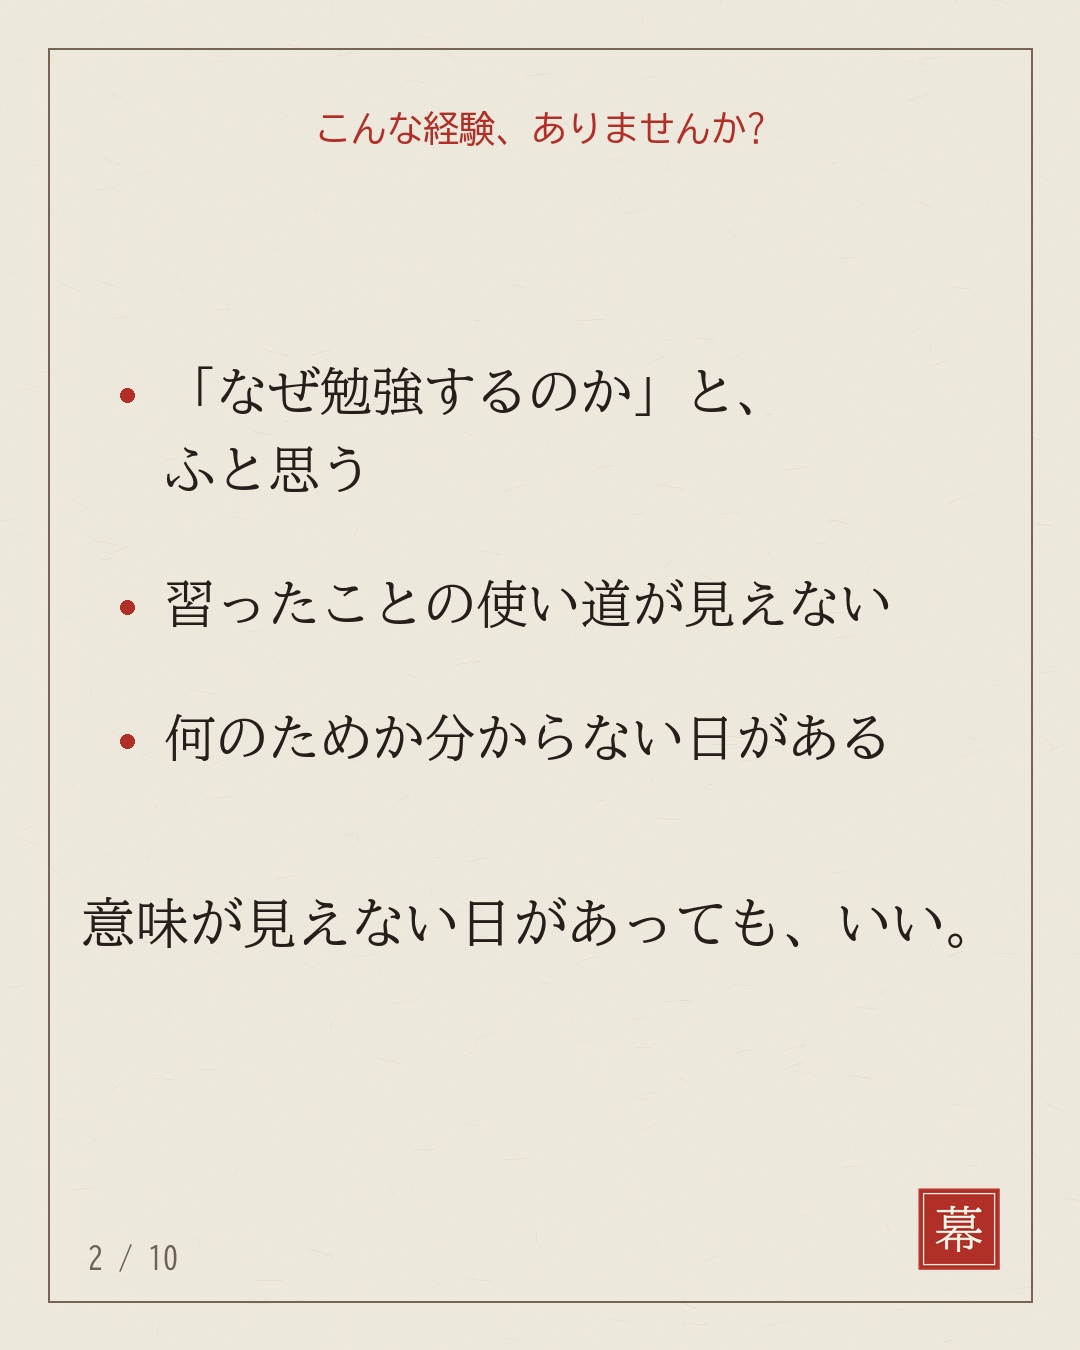 こんな経験、ありませんか?
• 「なぜ勉強するのか」と、
ふと思う
• 習ったことの使い道が見えない
• 何のためか分からない日がある
意味が見えない日があっても、いい。
幕
2 / 10